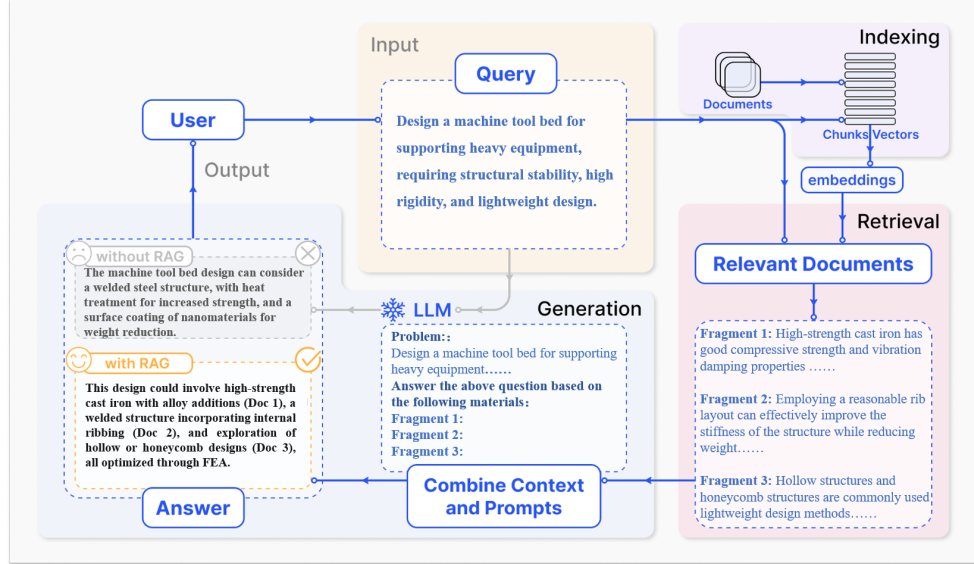 Input
Query
Design a machine tool bed for
supporting heavy equipment,
requiring structural stability, high
rigidity, and lightweight design.
Indexing
Documents
Chunks Vectors
embeddings
User
Output
Retrieval
Relevant Documents
Fragment 1: High-strength cast iron has
good compressive strength and vibration
damping properties ……
Fragment 2: Employing a reasonable rib
layout can effectively improve the
stiffness of the structure while reducing
weight……
Fragment 3: Hollow structures and
honeycomb structures are commonly used
lightweight design methods……
Generation
LLM
Problem:：
Design a machine tool bed for supporting
heavy equipment……
Answer the above question based on
the following materials：
Fragment 1:
Fragment 2:
Fragment 3:
Combine Context
and Prompts
without RAG
The machine tool bed design can consider
a welded steel structure, with heat
treatment for increased strength, and a
surface coating of nanomaterials for
weight reduction.
with RAG
This design could involve high-strength
cast iron with alloy additions (Doc 1), a
welded structure incorporating internal
ribbing (Doc 2), and exploration of
hollow or honeycomb designs (Doc 3),
all optimized through FEA.
Answer